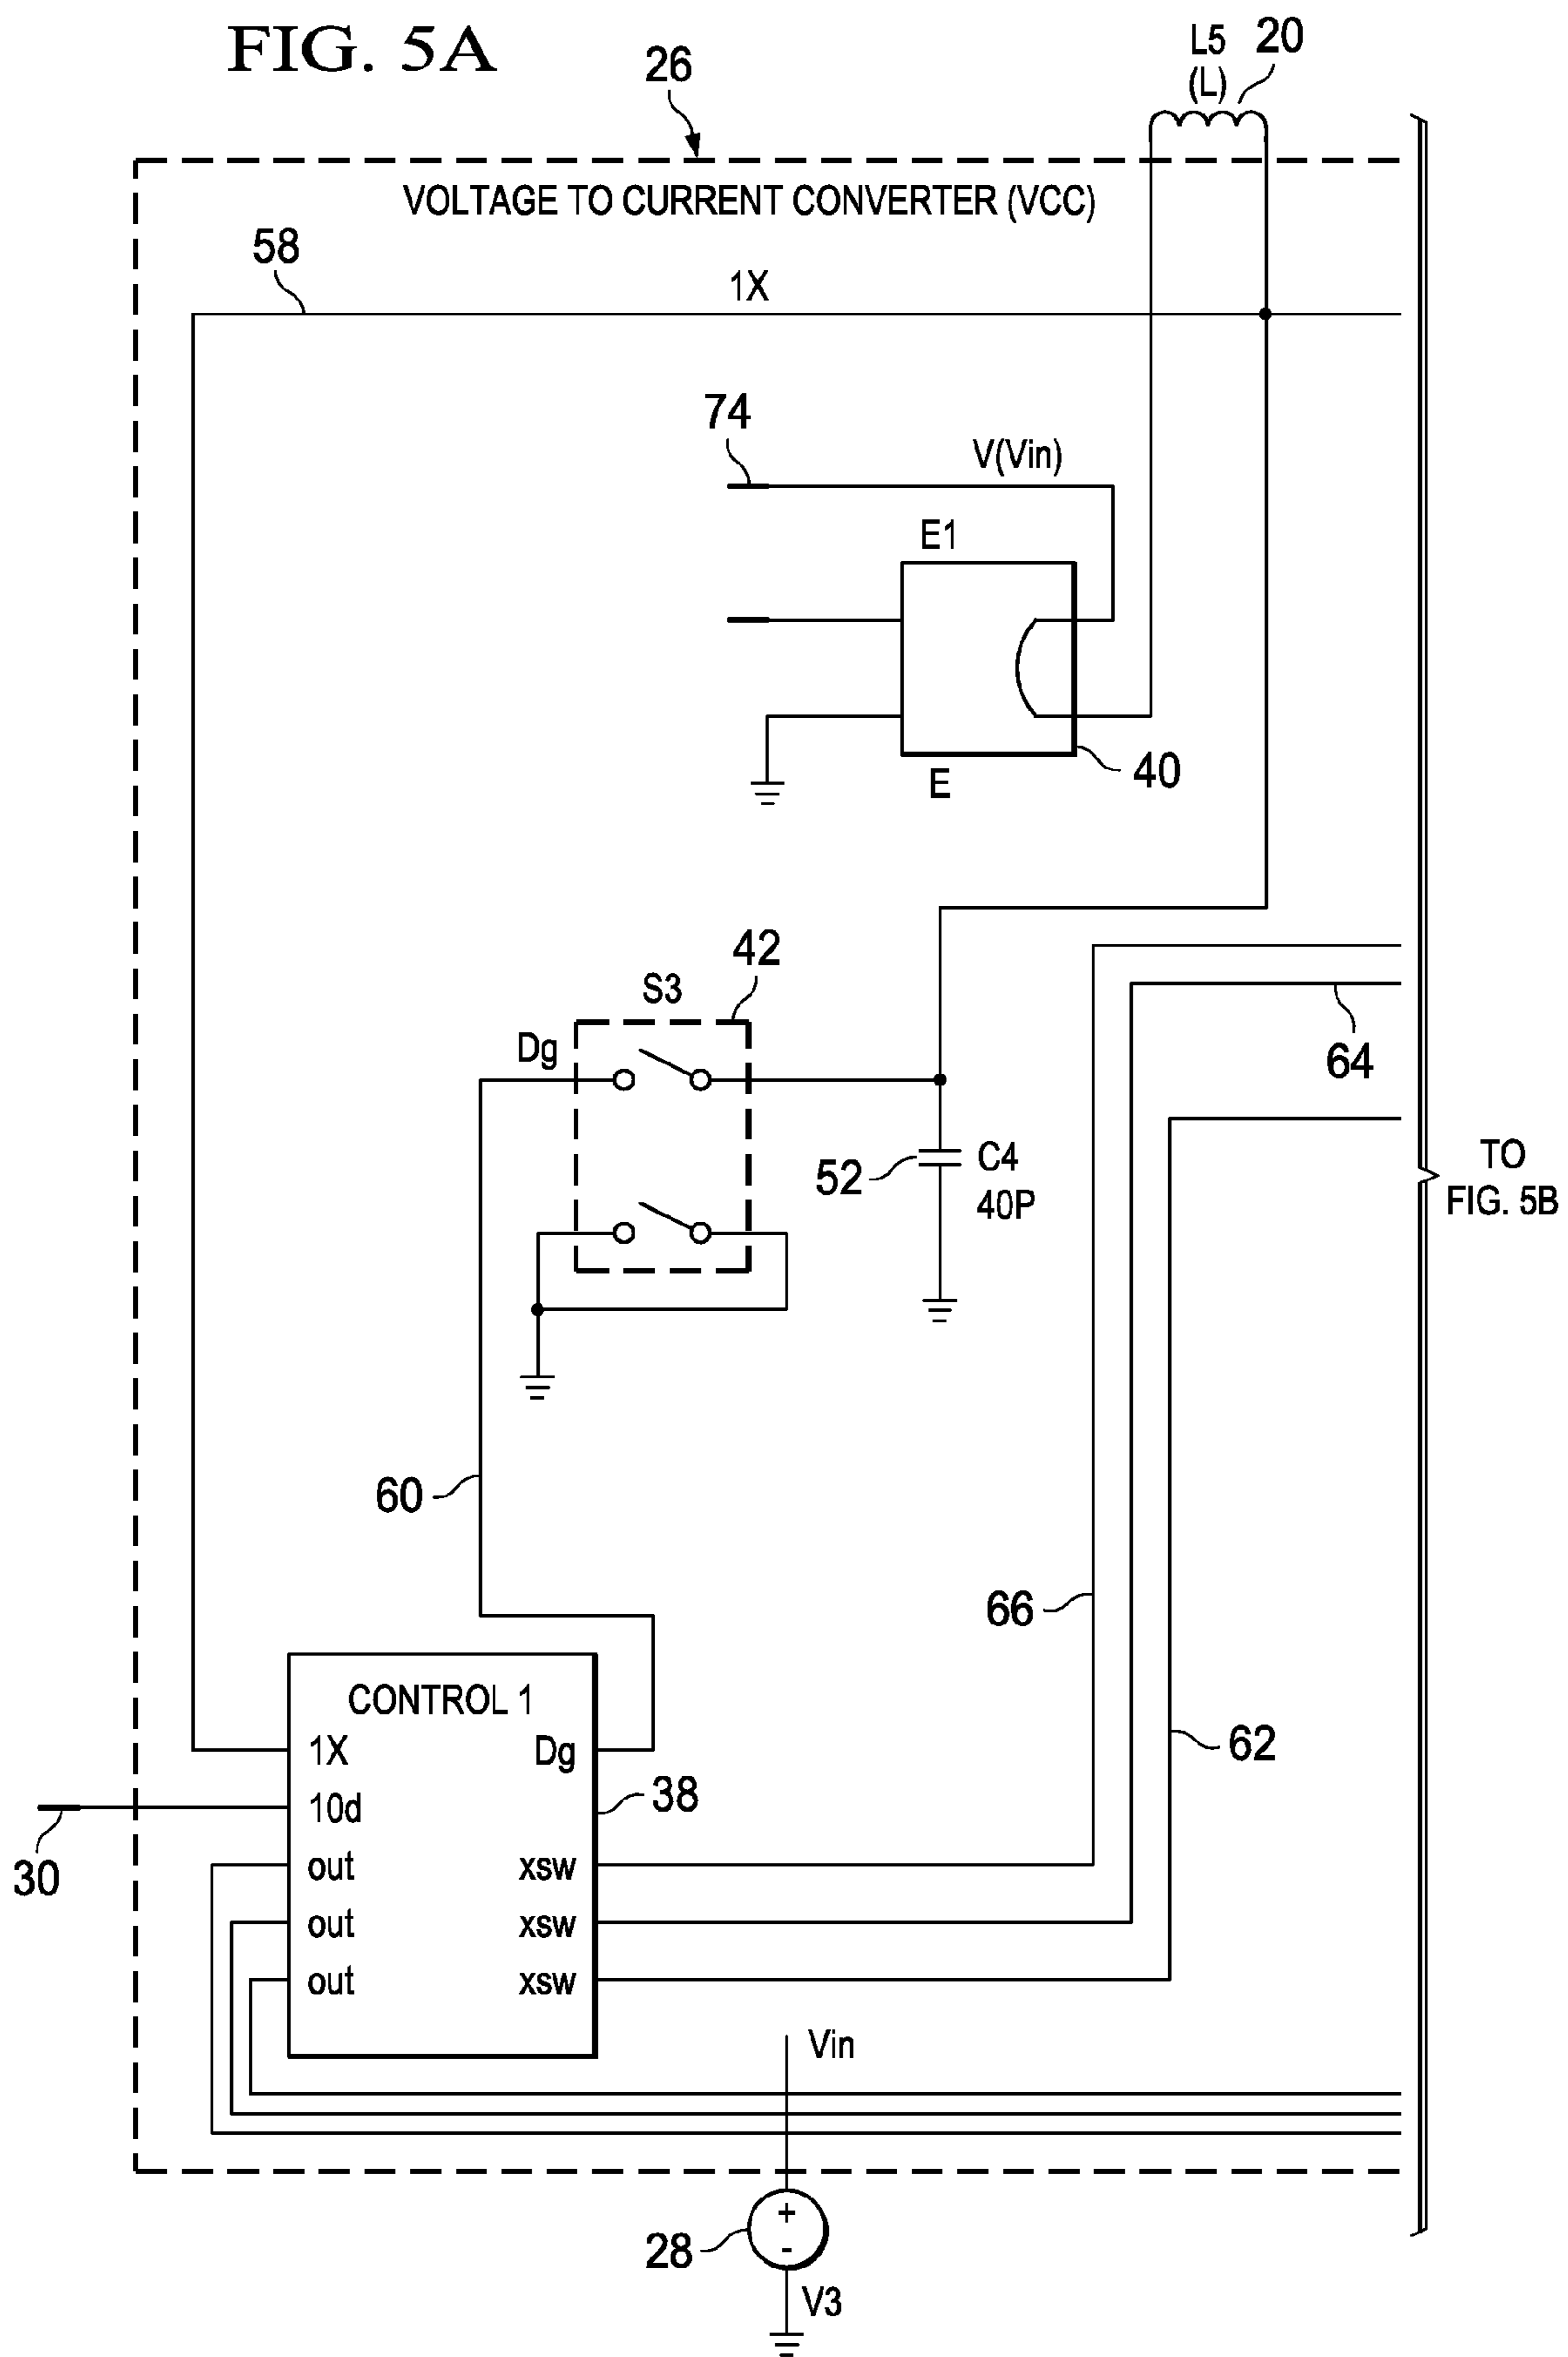 FIG. 5A
26
L5
(L)
20
VOLTAGE TO CURRENT CONVERTER (VCC)
58
1X
74
V(Vin)
E1
E
40
S3
42
Dg
64
52
C4
40P
TO
FIG. 5B
60
66
62
CONTROL 1
1X
Dg
10d
38
30
out
xsw
out
xsw
out
xsw
Vin
+
-
28
V3